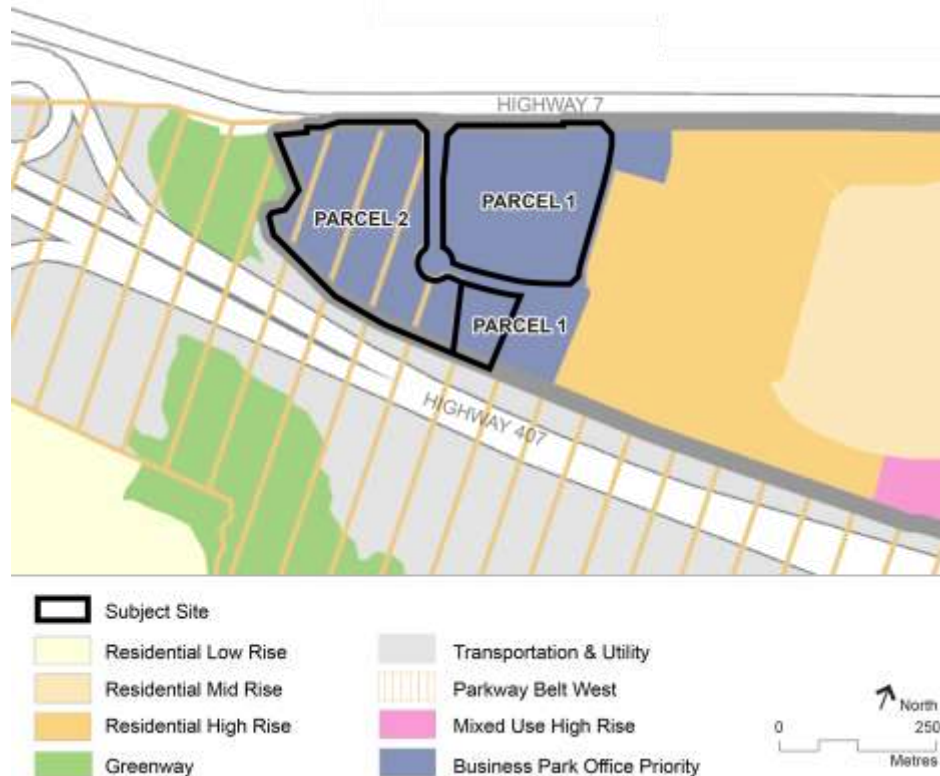 HIGHWAY 7
PARCEL 1
PARCEL 2
PARCEL 1
HIGHWAY 407
Subject Site
Residential Low Rise
Residential Mid Rise
Residential High Rise
Greenway
Transportation & Utility
Parkway Belt West
Mixed Use High Rise
Business Park Office Priority
North
0 250
Metres